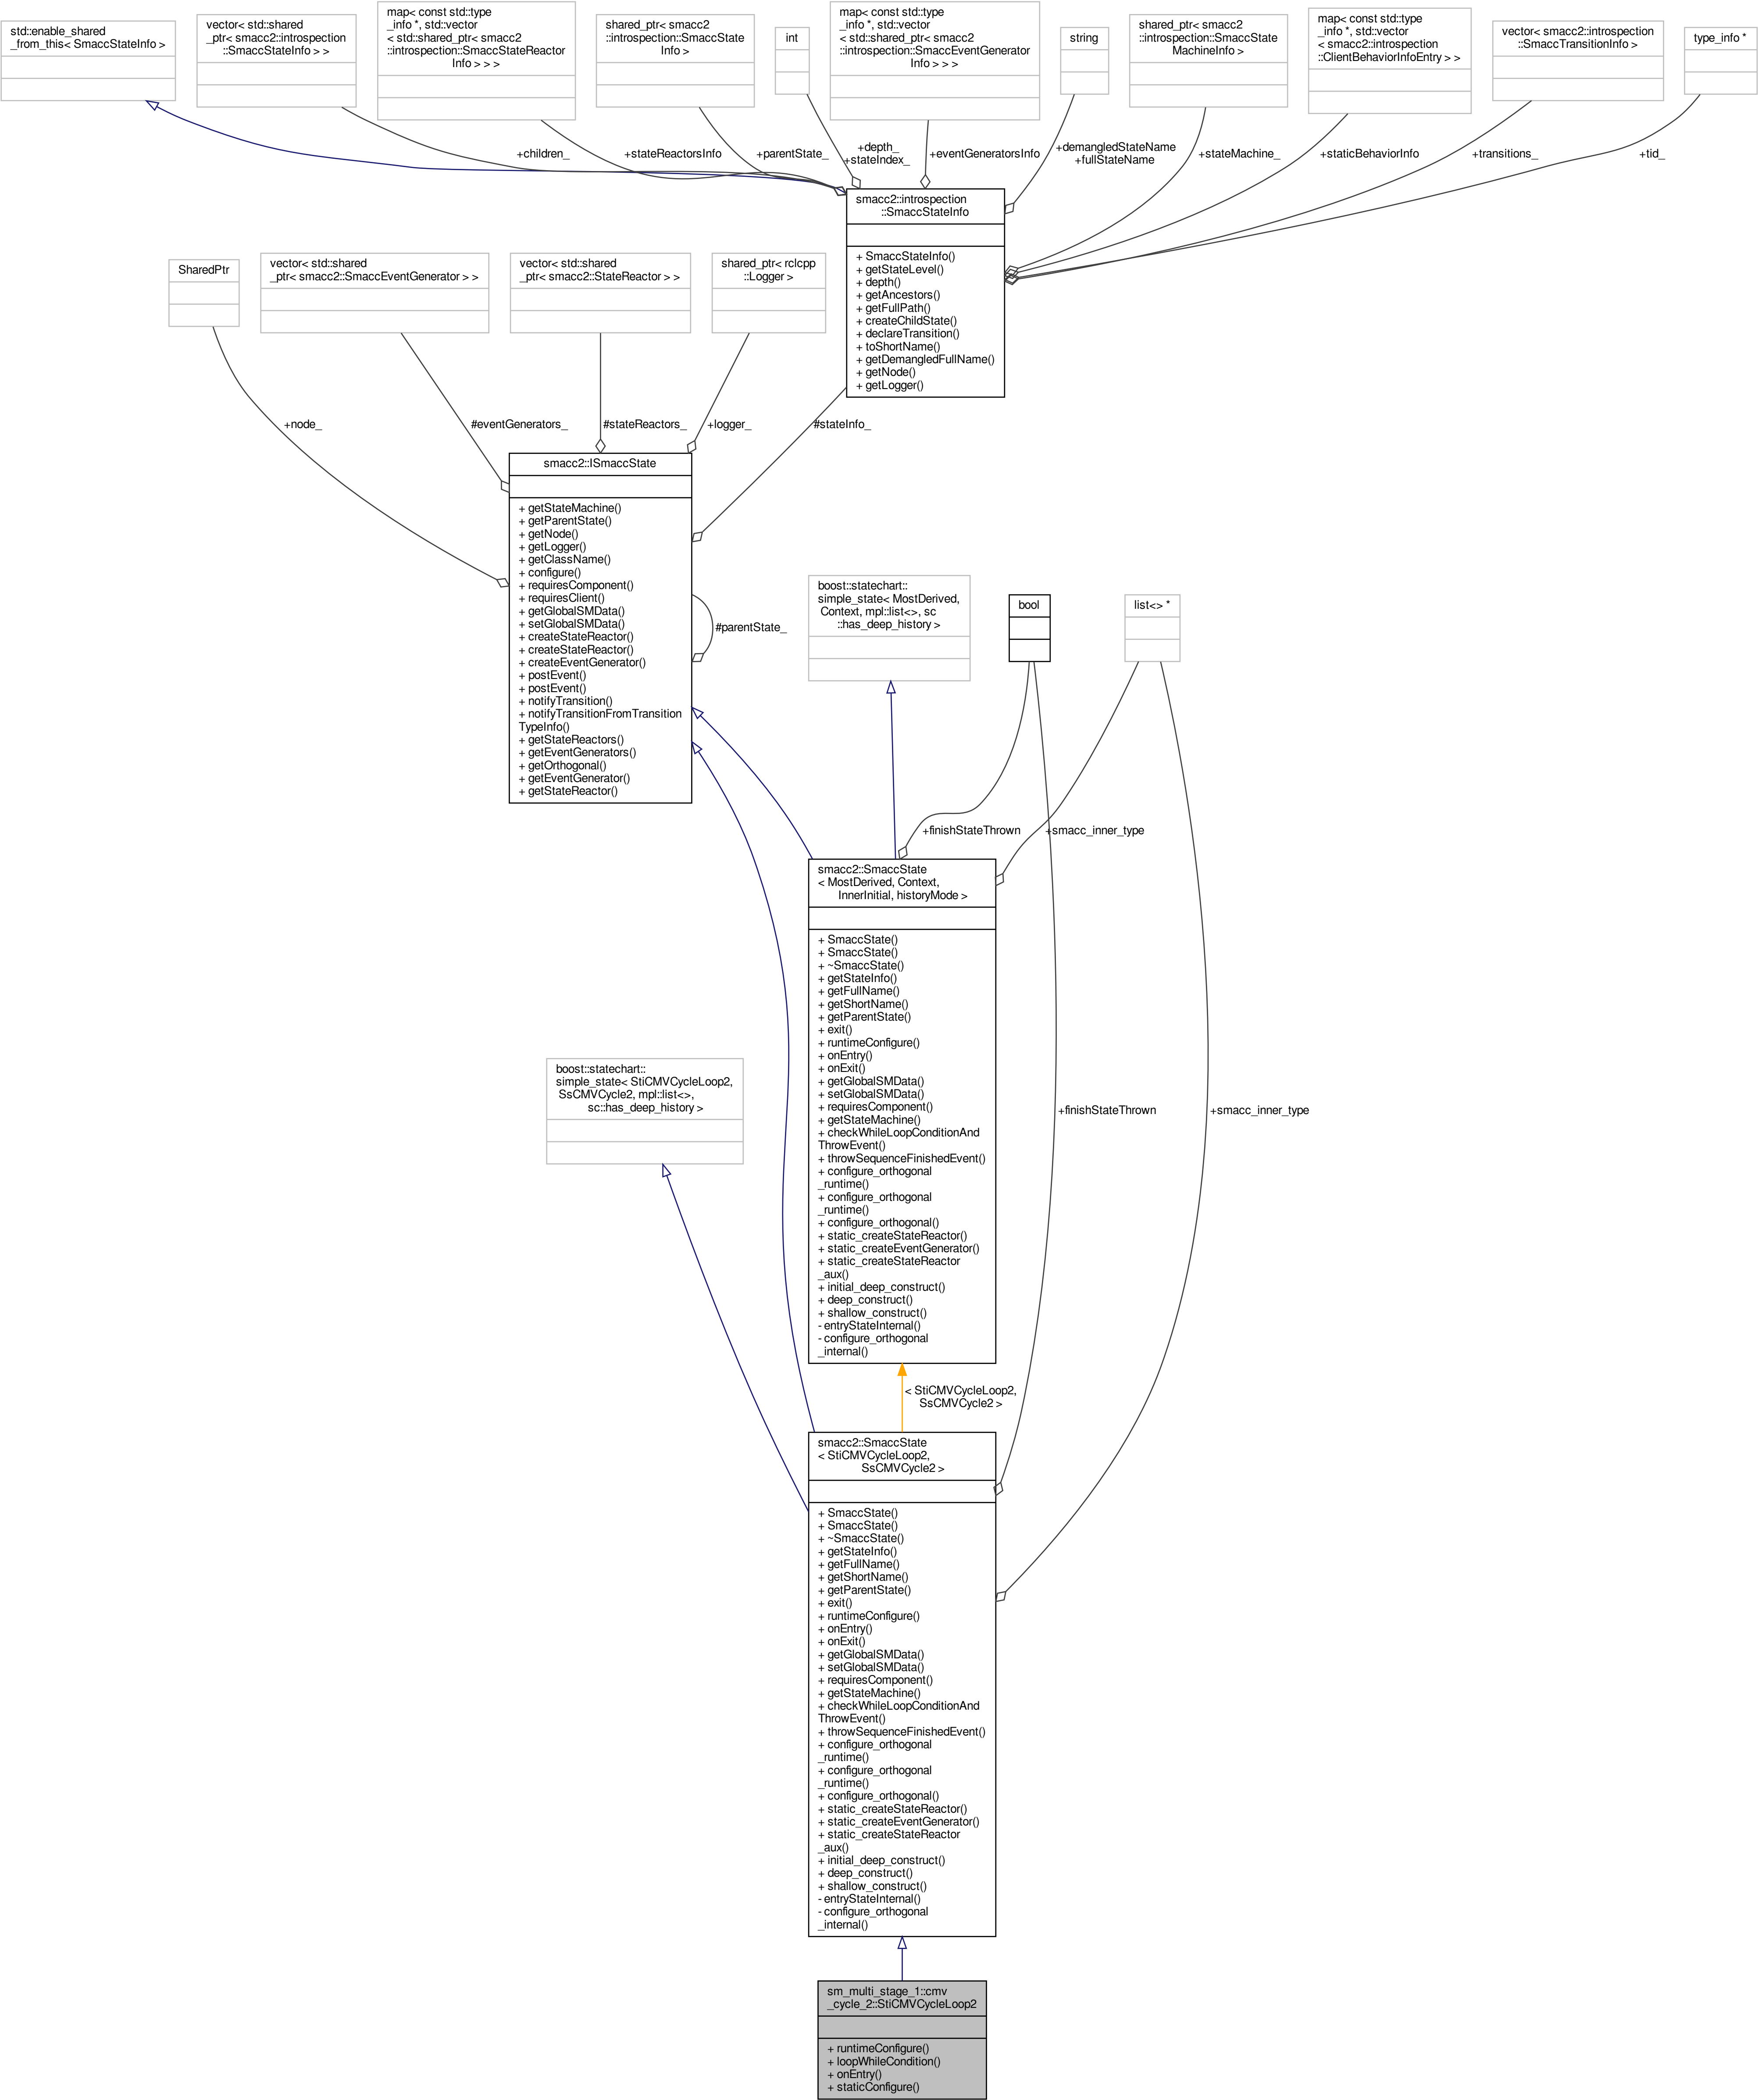 std::enable_shared
_from_this< SmaccStateInfo >
vector< std::shared
_ptr< smacc2::introspection
::SmaccStateInfo > >
map< const std::type
_info *, std::vector
< std::shared_ptr< smacc2
::introspection::SmaccStateReactor
Info > > >
shared_ptr< smacc2
::introspection::SmaccState
Info >
int
map< const std::type
_info *, std::vector
< std::shared_ptr< smacc2
::introspection::SmaccEventGenerator
Info > > >
string
shared_ptr< smacc2
::introspection::SmaccState
MachineInfo >
map< const std::type
_info *, std::vector
< smacc2::introspection
::ClientBehaviorInfoEntry > >
vector< smacc2::introspection
::SmaccTransitionInfo >
type_info *
+children_
+stateReactorsInfo
+parentState_
+depth_
+stateIndex_
+eventGeneratorsInfo
+demangledStateName
+fullStateName
+stateMachine_
+staticBehaviorInfo
+transitions_
+tid_
smacc2::introspection
::SmaccStateInfo
+ SmaccStateInfo()
+ getStateLevel()
+ depth()
+ getAncestors()
+ getFullPath()
+ createChildState()
+ declareTransition()
+ toShortName()
+ getDemangledFullName()
+ getNode()
+ getLogger()
SharedPtr
vector< std::shared
_ptr< smacc2::SmaccEventGenerator > >
vector< std::shared
_ptr< smacc2::StateReactor > >
shared_ptr< rclcpp
::Logger >
+node_
#eventGenerators_
#stateReactors_
+logger_
#stateInfo_
smacc2::ISmaccState
+ getStateMachine()
+ getParentState()
+ getNode()
+ getLogger()
+ getClassName()
+ configure()
+ requiresComponent()
+ requiresClient()
+ getGlobalSMData()
+ setGlobalSMData()
+ createStateReactor()
+ createStateReactor()
+ createEventGenerator()
+ postEvent()
+ postEvent()
+ notifyTransition()
+ notifyTransitionFromTransition
TypeInfo()
+ getStateReactors()
+ getEventGenerators()
+ getOrthogonal()
+ getEventGenerator()
+ getStateReactor()
#parentState_
boost::statechart::
simple_state< MostDerived,
Context, mpl::list<>, sc
::has_deep_history >
bool
list<> *
+finishStateThrown
+smacc_inner_type
smacc2::SmaccState
< MostDerived, Context,
InnerInitial, historyMode >
+ SmaccState()
+ SmaccState()
+ ~SmaccState()
+ getStateInfo()
+ getFullName()
+ getShortName()
+ getParentState()
+ exit()
+ runtimeConfigure()
+ onEntry()
+ onExit()
+ getGlobalSMData()
+ setGlobalSMData()
+ requiresComponent()
+ getStateMachine()
+ checkWhileLoopConditionAnd
ThrowEvent()
+ throwSequenceFinishedEvent()
+ configure_orthogonal
_runtime()
+ configure_orthogonal
_runtime()
+ configure_orthogonal()
+ static_createStateReactor()
+ static_createEventGenerator()
+ static_createStateReactor
_aux()
+ initial_deep_construct()
+ deep_construct()
+ shallow_construct()
- entryStateInternal()
- configure_orthogonal
_internal()
boost::statechart::
simple_state< StiCMVCycleLoop2,
SsCMVCycle2, mpl::list<>,
sc::has_deep_history >
+finishStateThrown
+smacc_inner_type
< StiCMVCycleLoop2,
SsCMVCycle2 >
smacc2::SmaccState
< StiCMVCycleLoop2,
SsCMVCycle2 >
+ SmaccState()
+ SmaccState()
+ ~SmaccState()
+ getStateInfo()
+ getFullName()
+ getShortName()
+ getParentState()
+ exit()
+ runtimeConfigure()
+ onEntry()
+ onExit()
+ getGlobalSMData()
+ setGlobalSMData()
+ requiresComponent()
+ getStateMachine()
+ checkWhileLoopConditionAnd
ThrowEvent()
+ throwSequenceFinishedEvent()
+ configure_orthogonal
_runtime()
+ configure_orthogonal
_runtime()
+ configure_orthogonal()
+ static_createStateReactor()
+ static_createEventGenerator()
+ static_createStateReactor
_aux()
+ initial_deep_construct()
+ deep_construct()
+ shallow_construct()
- entryStateInternal()
- configure_orthogonal
_internal()
sm_multi_stage_1::cmv
_cycle_2::StiCMVCycleLoop2
+ runtimeConfigure()
+ loopWhileCondition()
+ onEntry()
+ staticConfigure()